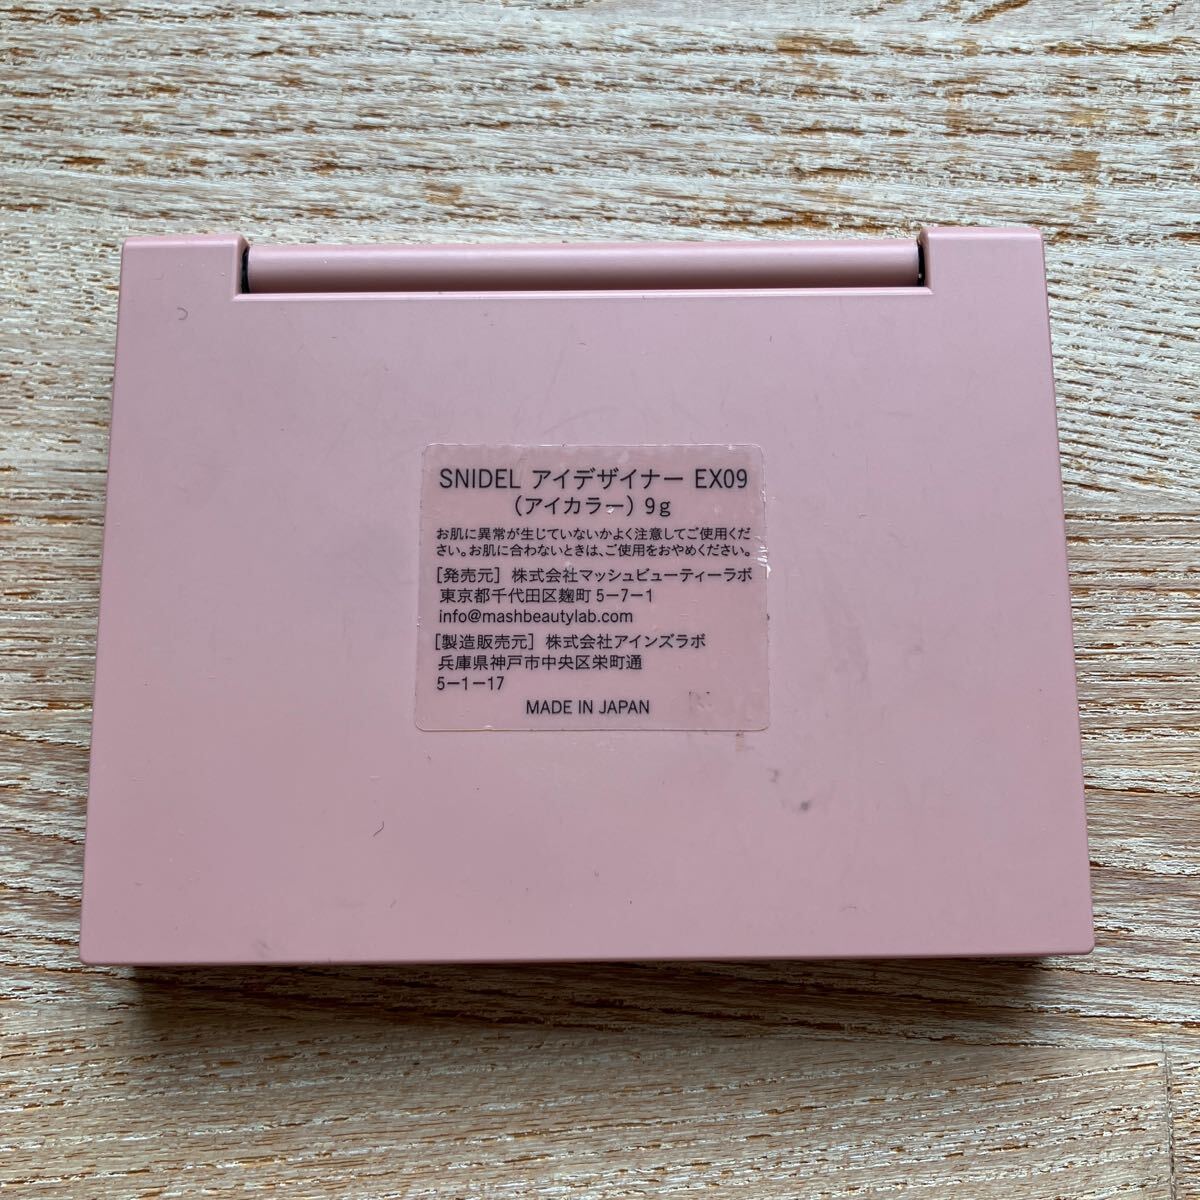 SNIDEL アイデザイナー EX09
（アイカラー）9g
お肌に異常が生じていないかよく注意してご使用くだ
さい。お肌に合わないときは、ご使用をおやめください。
［発売元］株式会社マッシュビューティーラボ
東京都千代田区麹町5-7-1
info@mashbeautylab.com
［製造販売元］株式会社アインズラボ
兵庫県神戸市中央区栄町通
5-1-17
MADE IN JAPAN